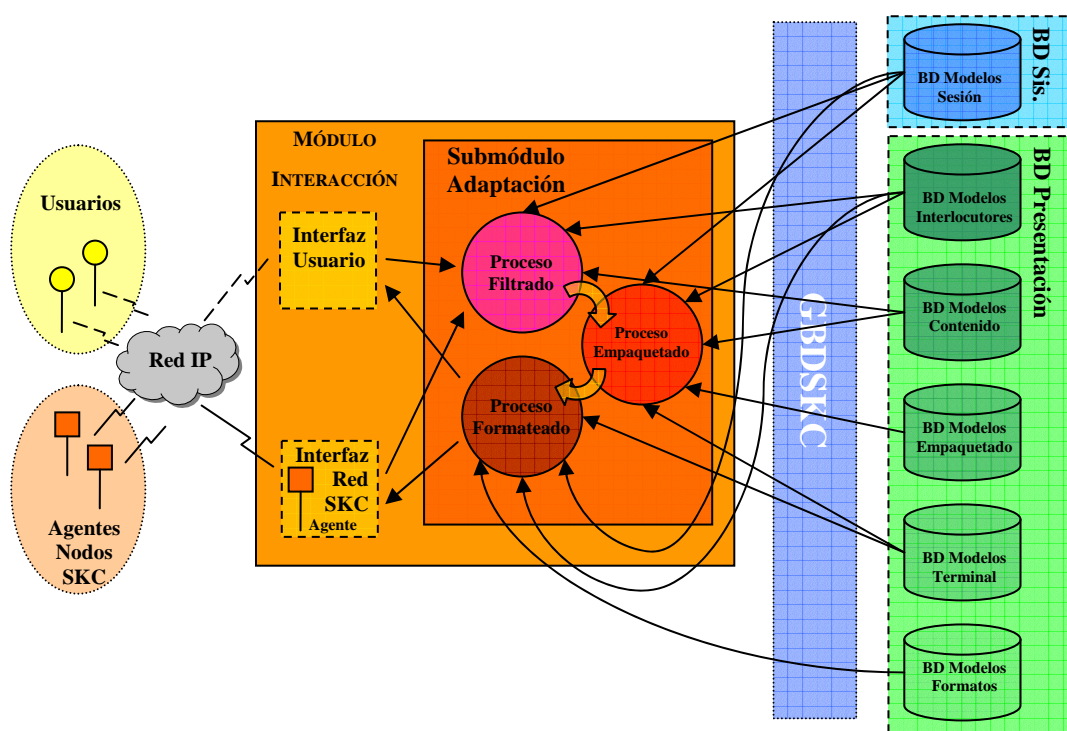 Usuarios
Red IP
Agentes
Nodos
SKC
MÓDULO
INTERACCIÓN
Interfaz
Usuario
Interfaz
Red
SKC
Agente
Submódulo
Adaptación
Proceso
Filtrado
Proceso
Empaquetado
Proceso
Formateado
GBDSKC
BD Sis.
BD Modelos
Sesión
BD Presentación
BD Modelos
Interlocutores
BD Modelos
Contenido
BD Modelos
Empaquetado
BD Modelos
Terminal
BD Modelos
Formatos